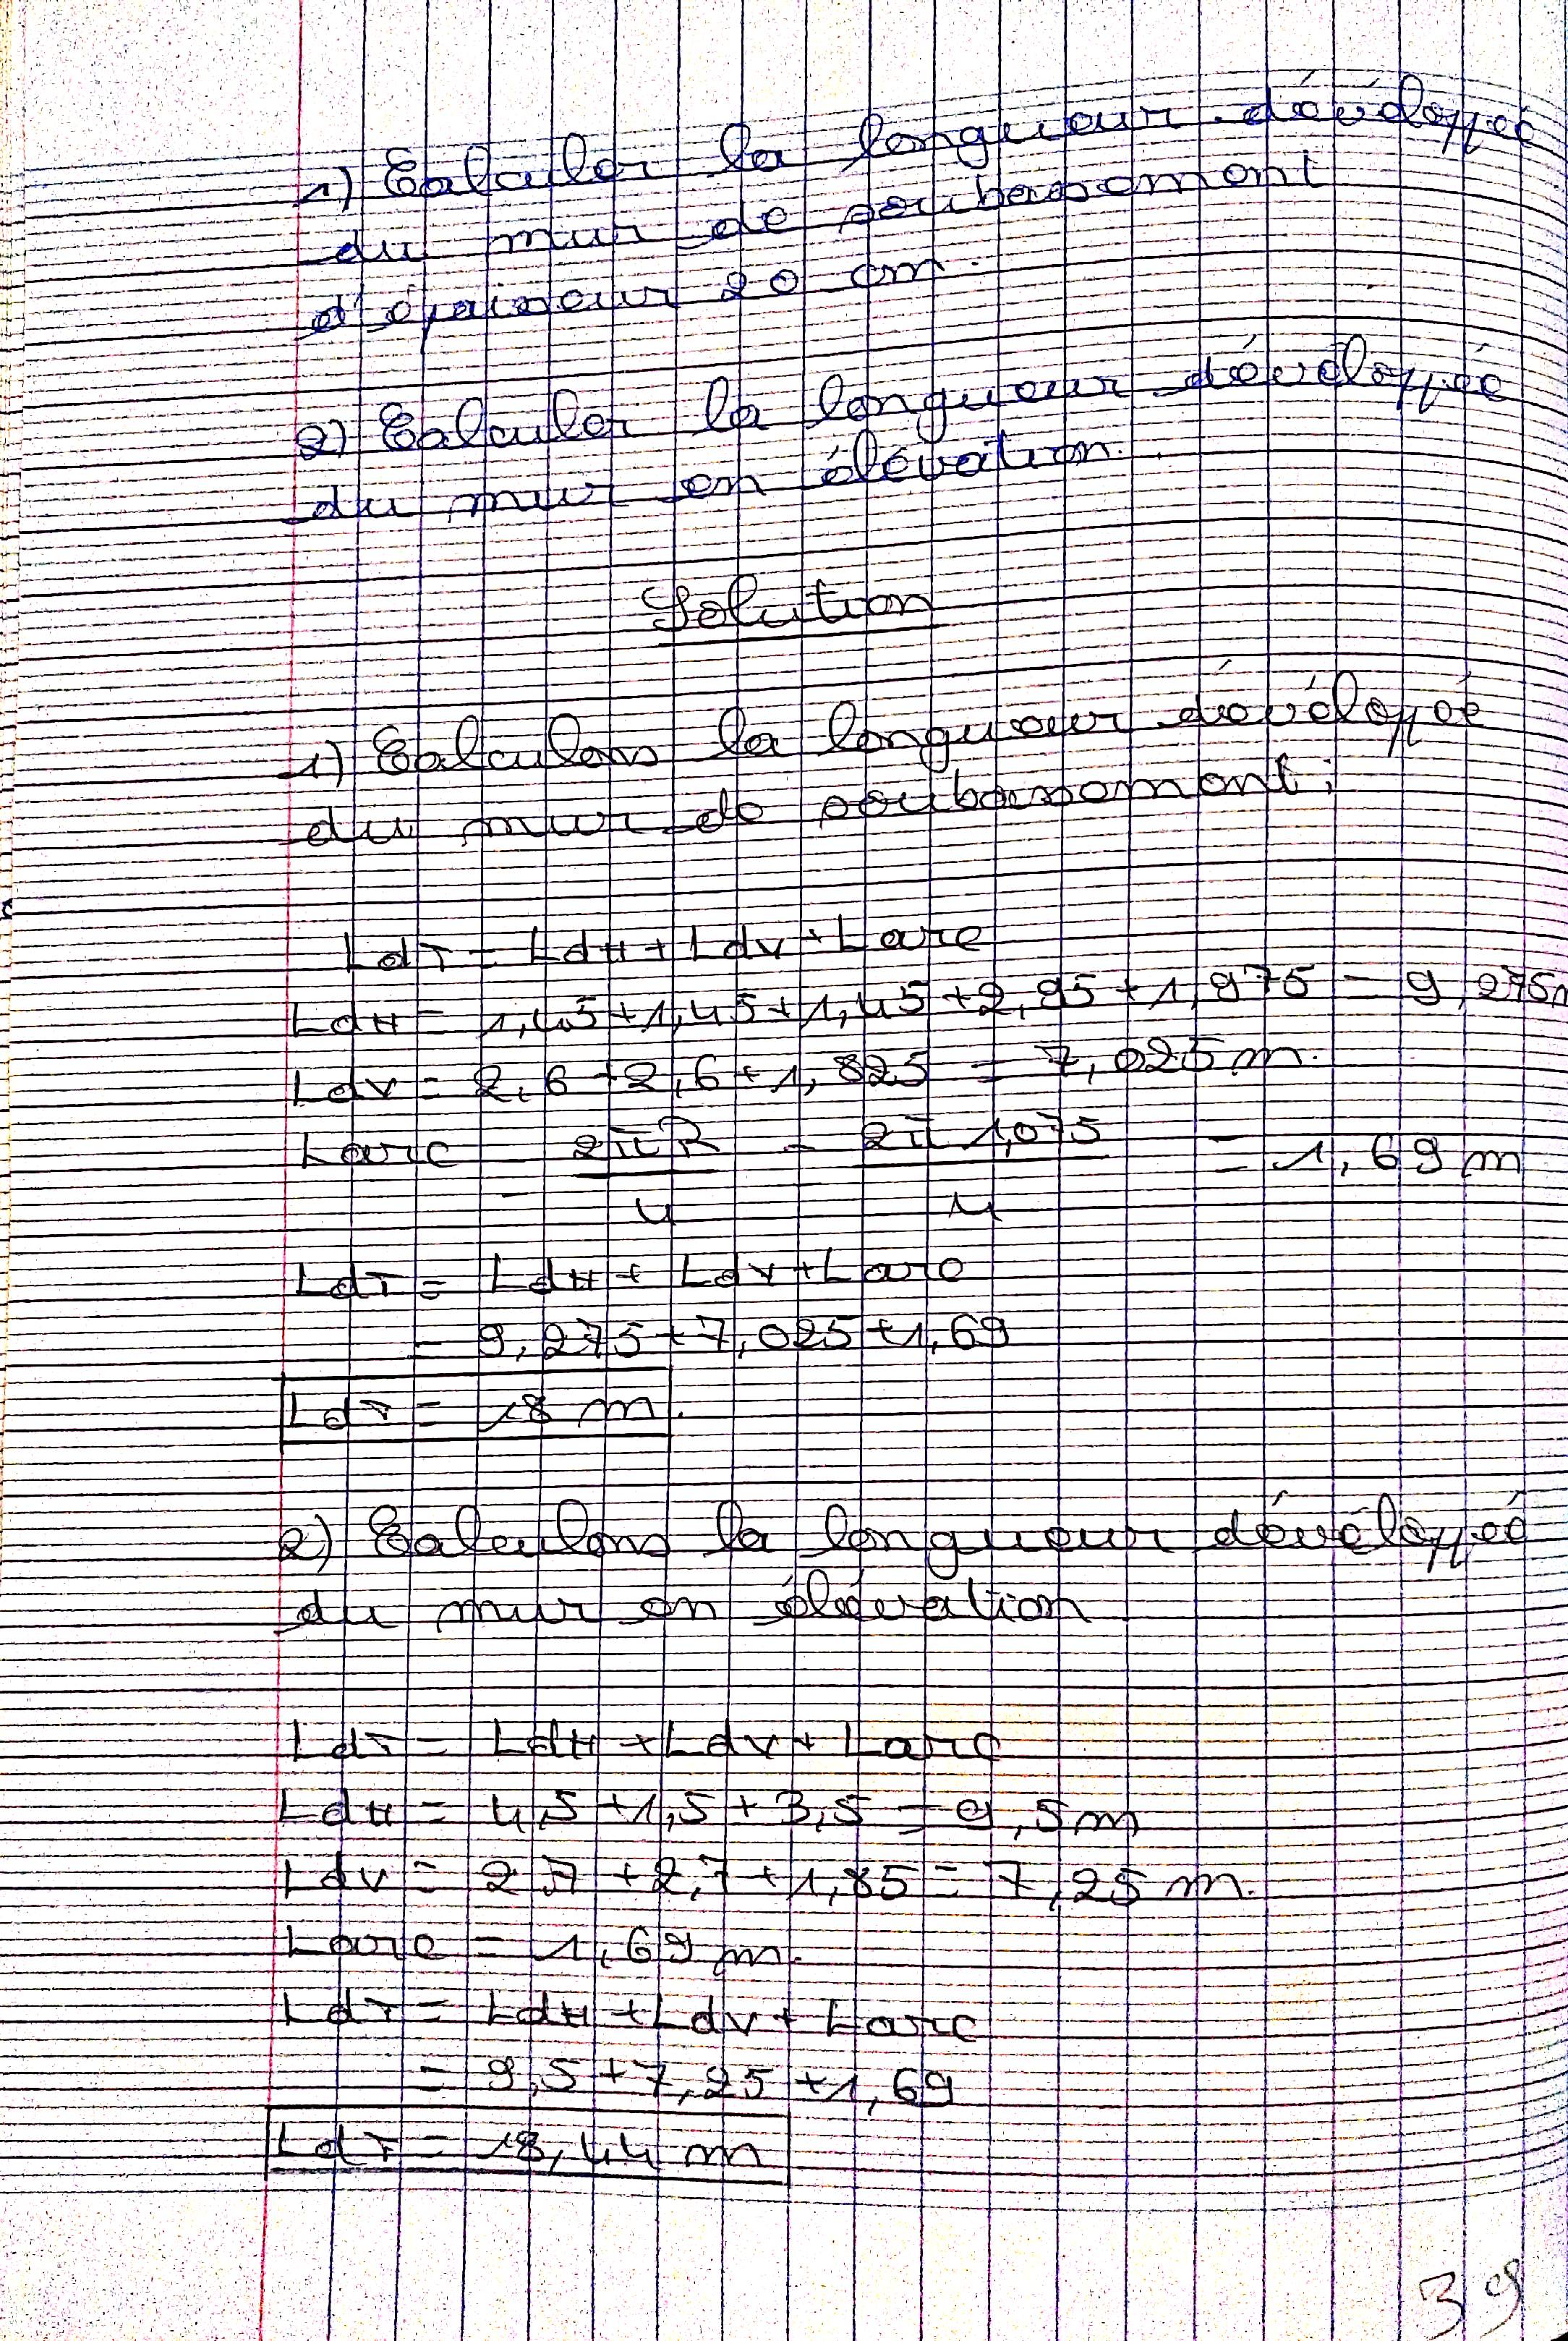 1) Calculer la longueur dévéloppée
du mur de soubassement
d'épaisseur 20 cm.
2) Calculer la longueur dévéloppée
du mur en élévation.
Solution
1) Calculons la longueur dévéloppée
du mur de soubassement;
LdT = LdH + LdV + Larc
LdH = 1,45+1,45+1,45+2,95+1,975 = 9,275m
LdV = 2,6+2,6+1,825 = 7,025 m.
Larc = 2πR/4 = 2π 1,075/4 = 1,69 m
LdT = LdH + LdV + Larc
= 9,275+7,025+1,69
LdT = 18 m.
2) Calculons la longueur dévéloppée
du mur en élévation
LdT = LdH + LdV + Larc
LdH = 4,5+1,5+3,5 = 9,5m
LdV = 2,7+2,7+1,85 = 7,25 m.
Larc = 1,69 m.
LdT = LdH + LdV + Larc
= 9,5+7,25+1,69
LdT = 18,44 m
39